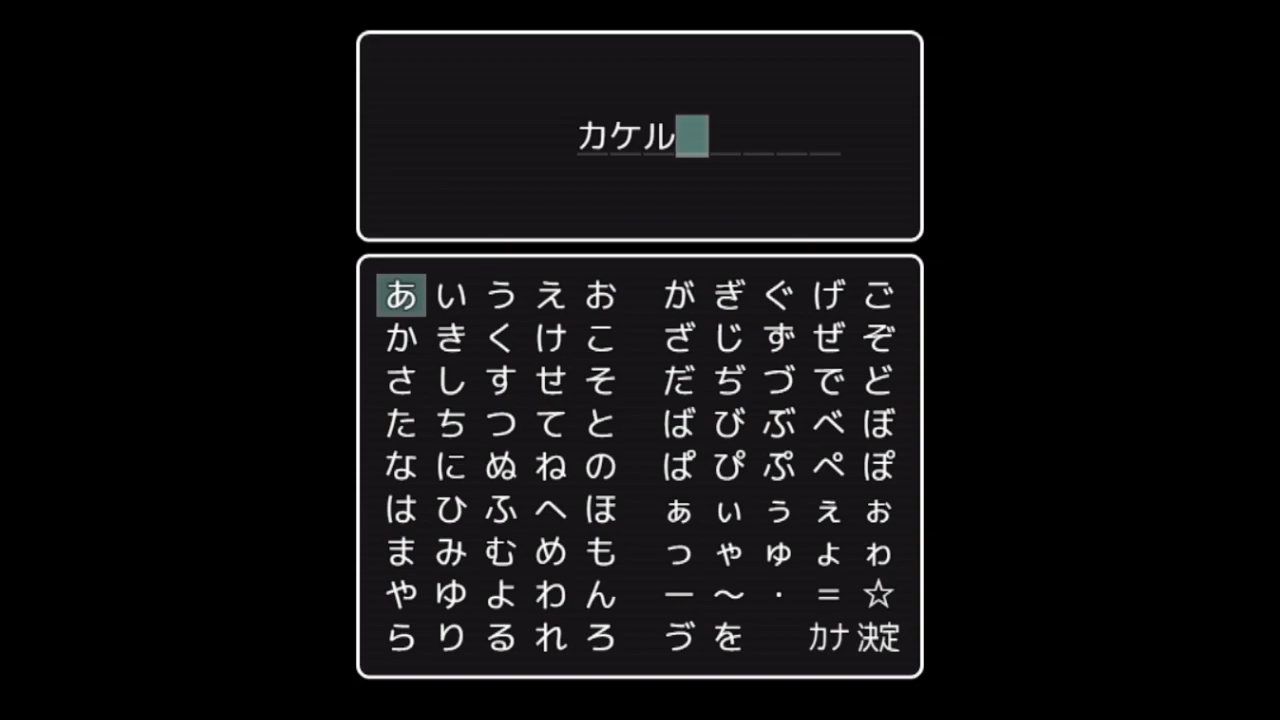 カケル
あ い う え お が ぎ ぐ げ ご
か き く け こ ざ じ ず ぜ ぞ
さ し す せ そ だ ぢ づ で ど
た ち つ て と ば び ぶ べ ぼ
な に ぬ ね の ぱ ぴ ぷ ぺ ぽ
は ひ ふ へ ほ ぁ ぃ ぅ ぇ ぉ
ま み む め も っ ゃ ゅ ょ ゎ
や ゆ よ わ ん ー ～ ・ ＝ ☆
ら り る れ ろ ゔ を カナ 決定